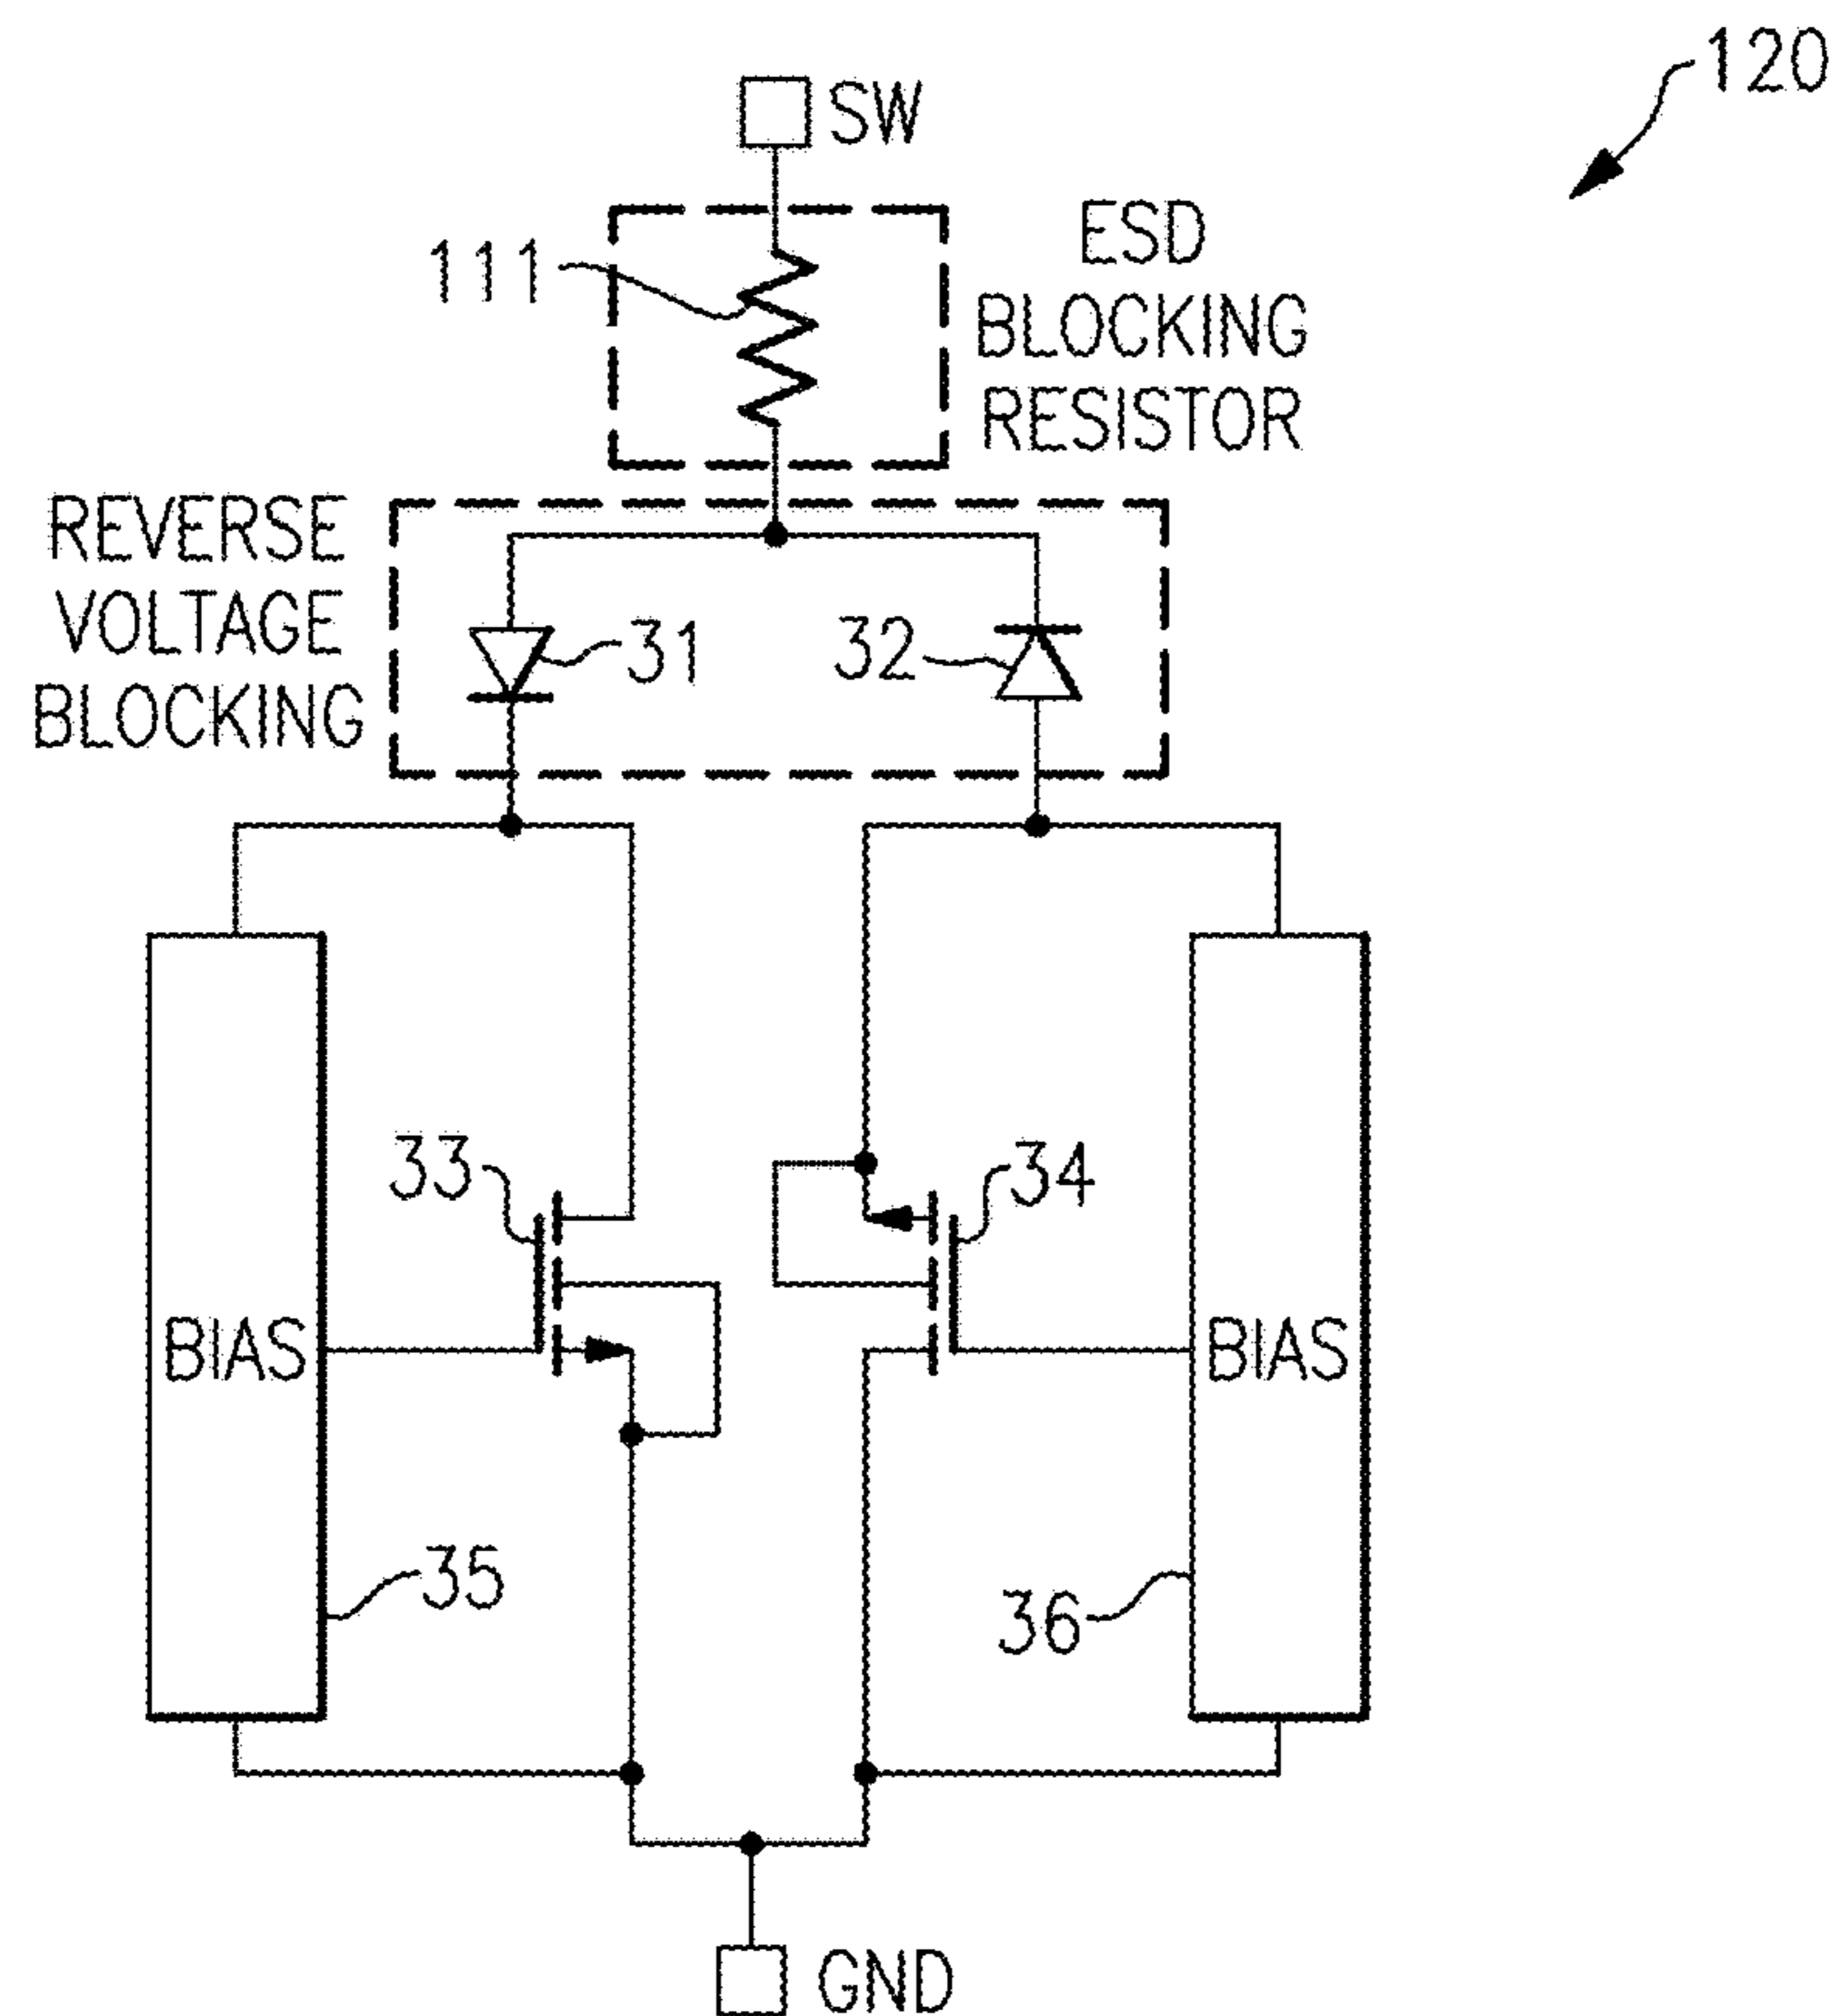 120
SW
111
ESD
BLOCKING
RESISTOR
REVERSE
VOLTAGE
BLOCKING
31
32
33
34
BIAS
BIAS
35
36
GND